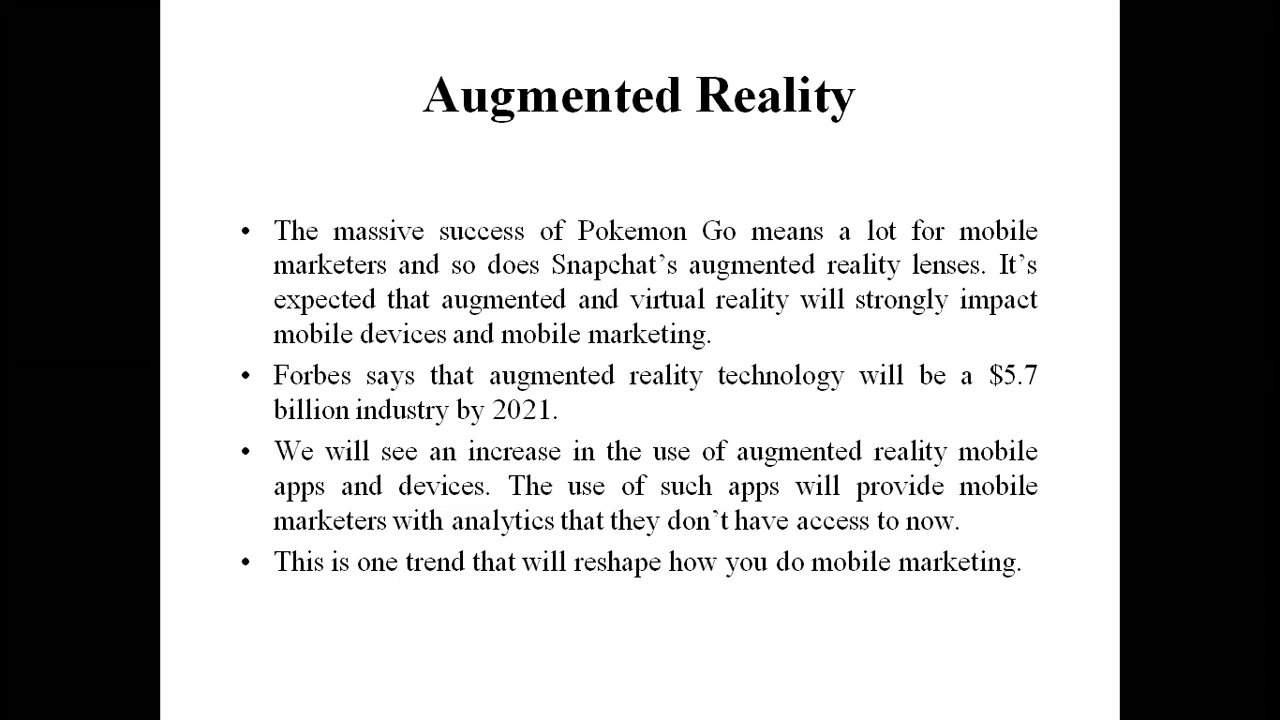 Augmented Reality
• The massive success of Pokemon Go means a lot for mobile
marketers and so does Snapchat’s augmented reality lenses. It’s
expected that augmented and virtual reality will strongly impact
mobile devices and mobile marketing.
• Forbes says that augmented reality technology will be a $5.7
billion industry by 2021.
• We will see an increase in the use of augmented reality mobile
apps and devices. The use of such apps will provide mobile
marketers with analytics that they don’t have access to now.
• This is one trend that will reshape how you do mobile marketing.